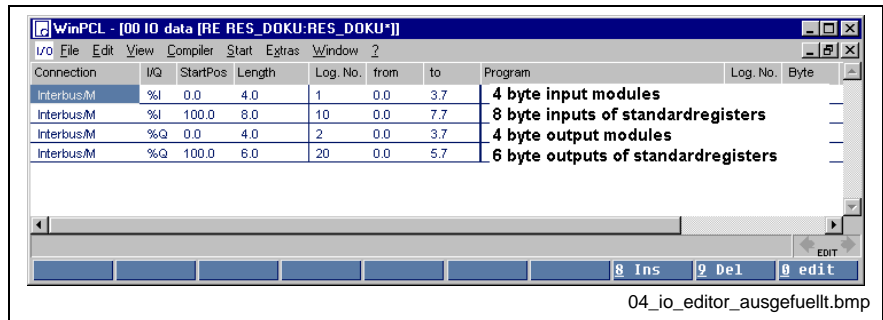 WinPCL - [00 IO data [RE RES_DOKU:RES_DOKU*]]
I/O File Edit View Compiler Start Extras Window ?
Connection I/Q StartPos Length Log. No. from to Program Log. No. Byte
Interbus/M %I 0.0 4.0 1 0.0 3.7 4 byte input modules
Interbus/M %I 100.0 8.0 10 0.0 7.7 8 byte inputs of standardregisters
Interbus/M %Q 0.0 4.0 2 0.0 3.7 4 byte output modules
Interbus/M %Q 100.0 6.0 20 0.0 5.7 6 byte outputs of standardregisters
EDIT
8 Ins 9 Del 0 edit
04_io_editor_ausgefuellt.bmp